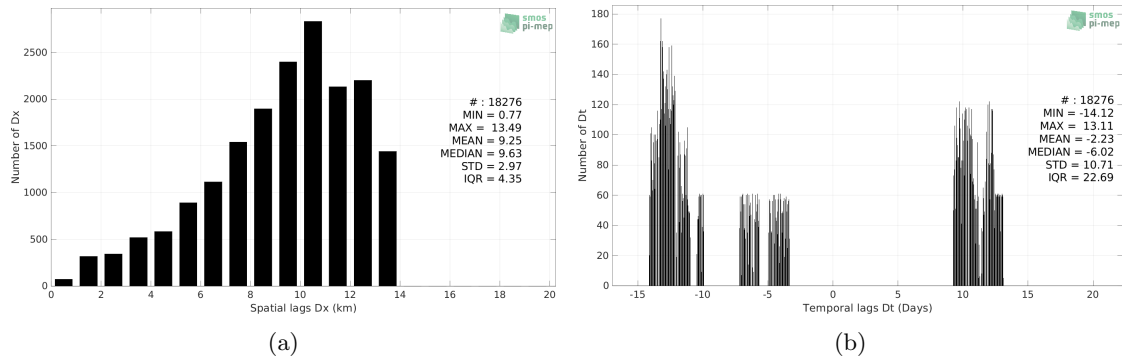 smos
pi-mep
2500
2000
1500
1000
500
0
Number of Dx
# : 18276
MIN = 0.77
MAX = 13.49
MEAN = 9.25
MEDIAN = 9.63
STD = 2.97
IQR = 4.35
0 2 4 6 8 10 12 14 16 18 20
Spatial lags Dx (km)
(a)
smos
pi-mep
180
160
140
120
100
80
60
40
20
0
Number of Dt
# : 18276
MIN = -14.12
MAX = 13.11
MEAN = -2.23
MEDIAN = -6.02
STD = 10.71
IQR = 22.69
-15 -10 -5 0 5 10 15 20
Temporal lags Dt (Days)
(b)